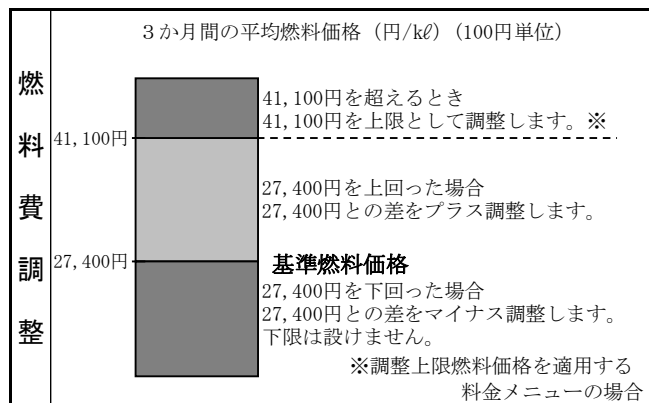 燃料費調整
３か月間の平均燃料価格（円/kℓ）(100円単位)
41,100円を超えるとき
41,100円を上限として調整します。※
41,100円
27,400円を上回った場合
27,400円との差をプラス調整します。
27,400円
基準燃料価格
27,400円を下回った場合
27,400円との差をマイナス調整します。
下限は設けません。
※調整上限燃料価格を適用する
料金メニューの場合